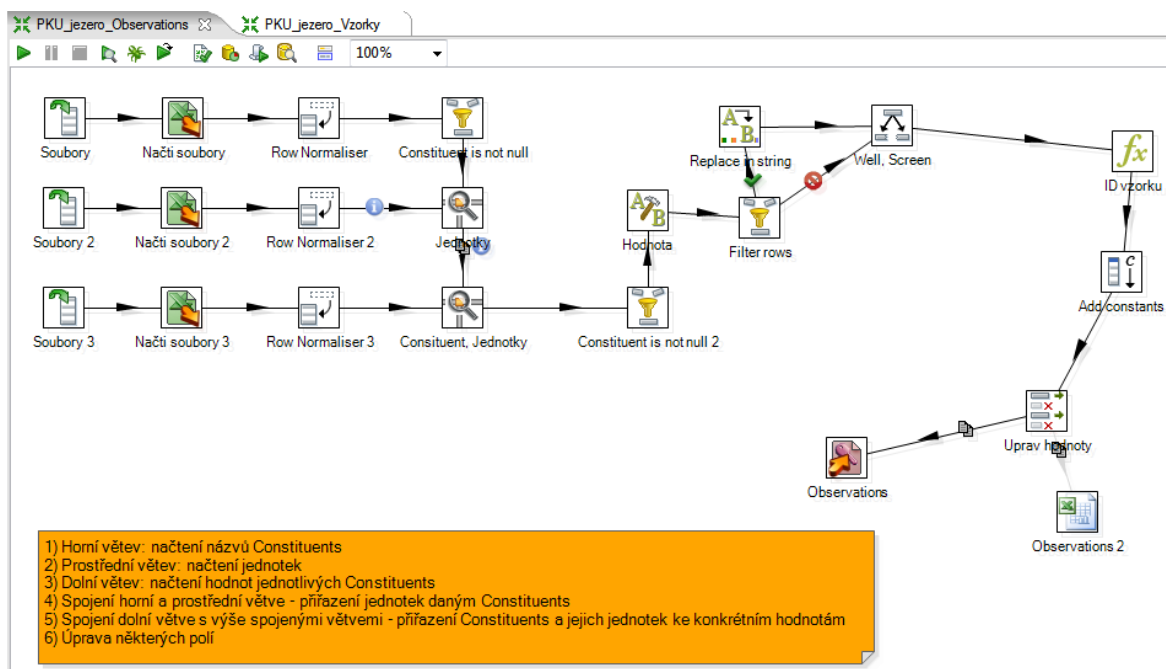 PKU_jezero_Observations
PKU_jezero_Vzorky
100%
Soubory
Načti soubory
Row Normaliser
Constituent is not null
Replace in string
Well, Screen
ID vzorku
Soubory 2
Načti soubory 2
Row Normaliser 2
Jednotky
Hodnota
Filter rows
Soubory 3
Načti soubory 3
Row Normaliser 3
Consituent, Jednotky
Constituent is not null 2
Add constants
Uprav hodnoty
Observations
Observations 2
1) Horní větev: načtení názvů Constituents
2) Prostřední větev: načtení jednotek
3) Dolní větev: načtení hodnot jednotlivých Constituents
4) Spojení horní a prostřední větve - přiřazení jednotek daným Constituents
5) Spojení dolní větve s výše spojenými větvemi - přiřazení Constituents a jejich jednotek ke konkrétním hodnotám
6) Úprava některých polí